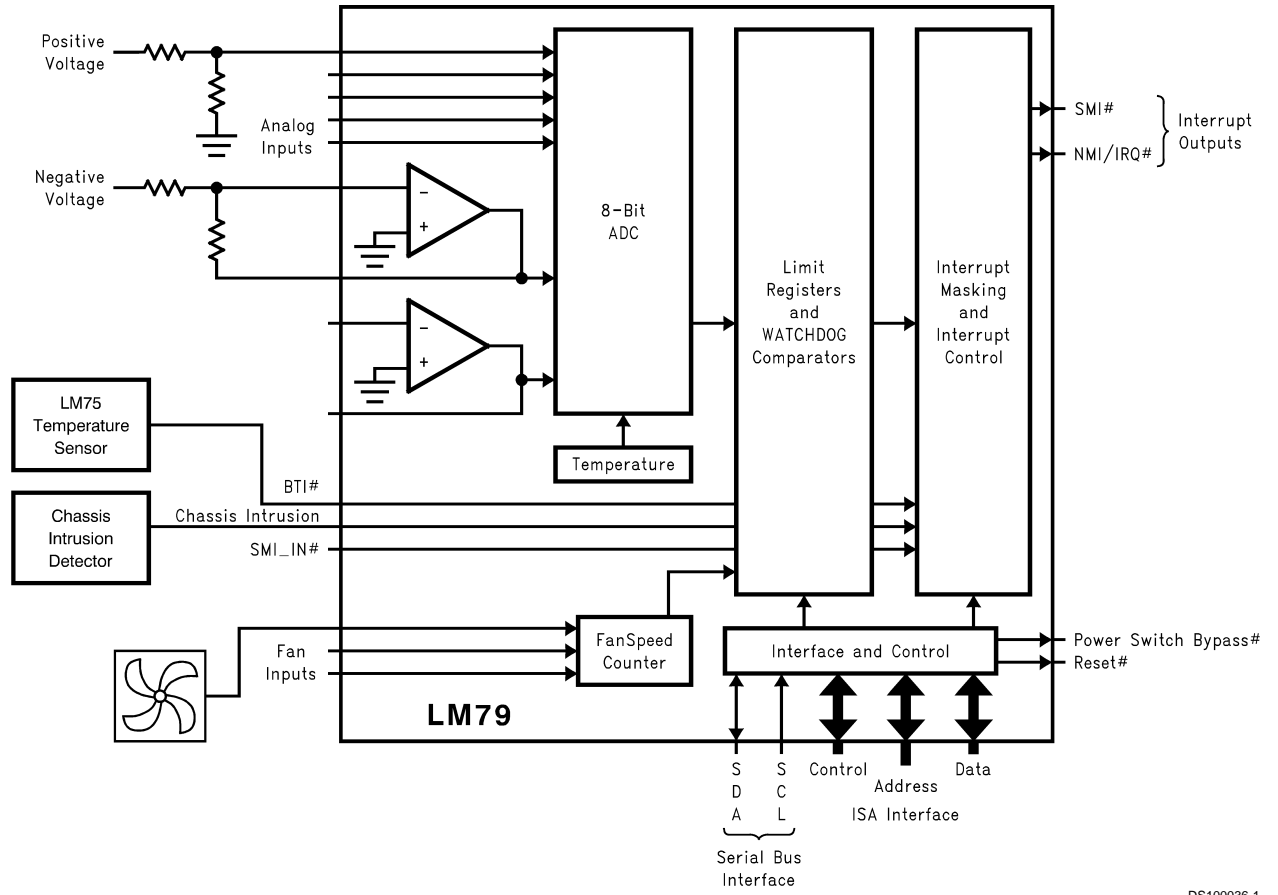 Positive
Voltage
Analog
Inputs
Negative
Voltage
−
+
−
+
8-Bit
ADC
Limit
Registers
and
WATCHDOG
Comparators
Interrupt
Masking
and
Interrupt
Control
SMI#
NMI/IRQ#
Interrupt
Outputs
LM75
Temperature
Sensor
Temperature
BTI#
Chassis
Intrusion
Detector
Chassis Intrusion
SMI_IN#
Fan
Inputs
FanSpeed
Counter
Interface and Control
Power Switch Bypass#
Reset#
LM79
SDA
SCL
Control
Address
Data
ISA Interface
Serial Bus
Interface
DS100036-1